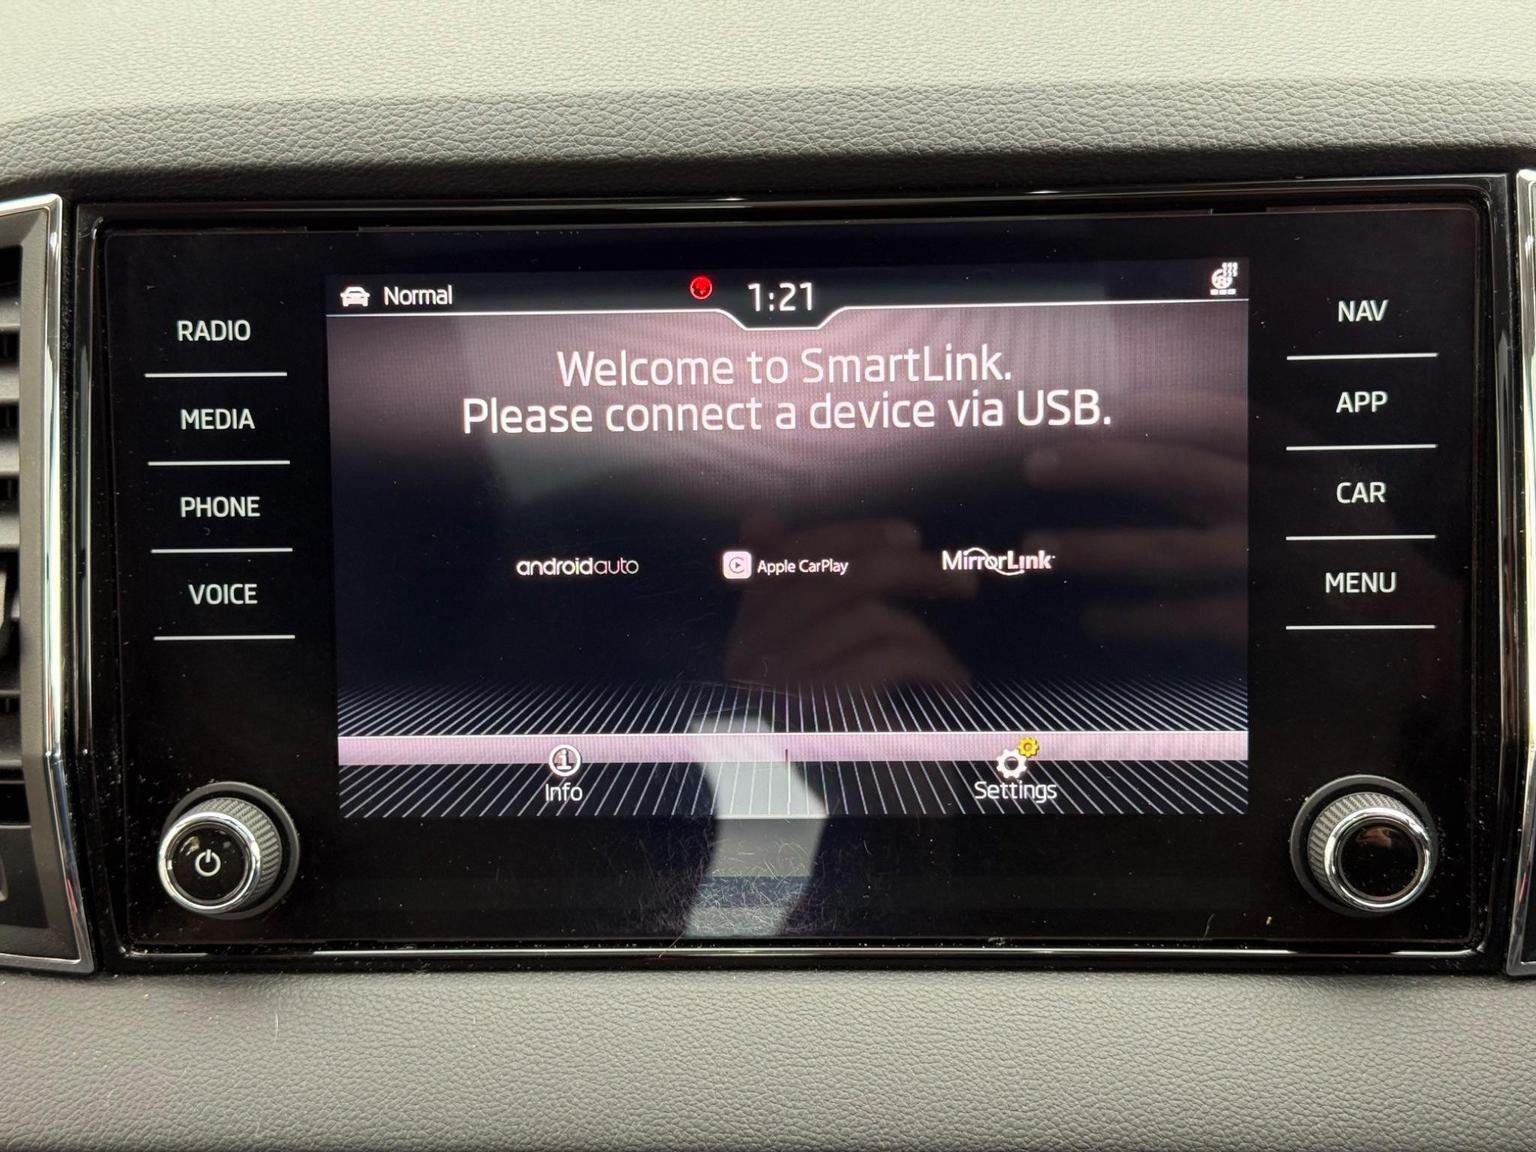 Normal
1:21
RADIO
MEDIA
PHONE
VOICE
Welcome to SmartLink.
Please connect a device via USB.
androidauto
Apple CarPlay
MirrorLink
Info
Settings
NAV
APP
CAR
MENU